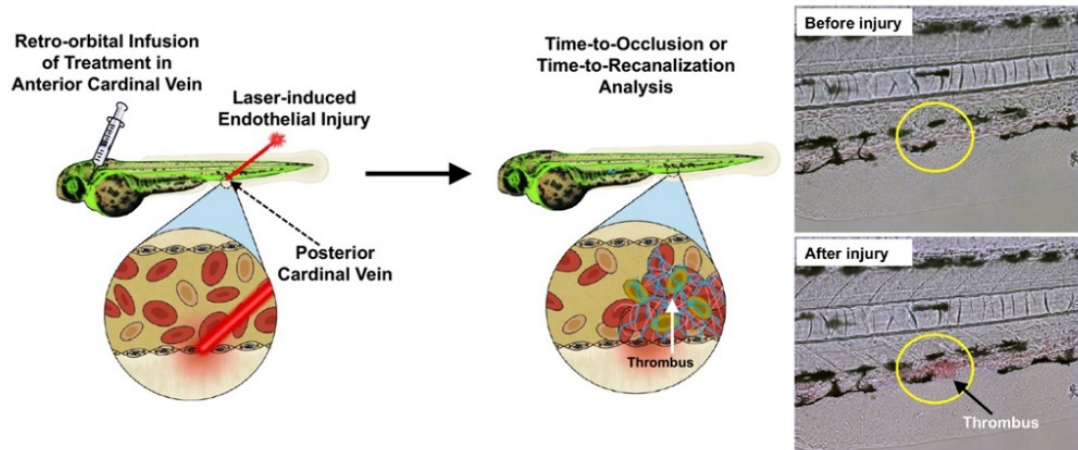 Retro-orbital Infusion
of Treatment in
Anterior Cardinal Vein
Laser-induced
Endothelial Injury
Posterior
Cardinal Vein
Time-to-Occlusion or
Time-to-Recanalization
Analysis
Thrombus
Before injury
After injury
Thrombus